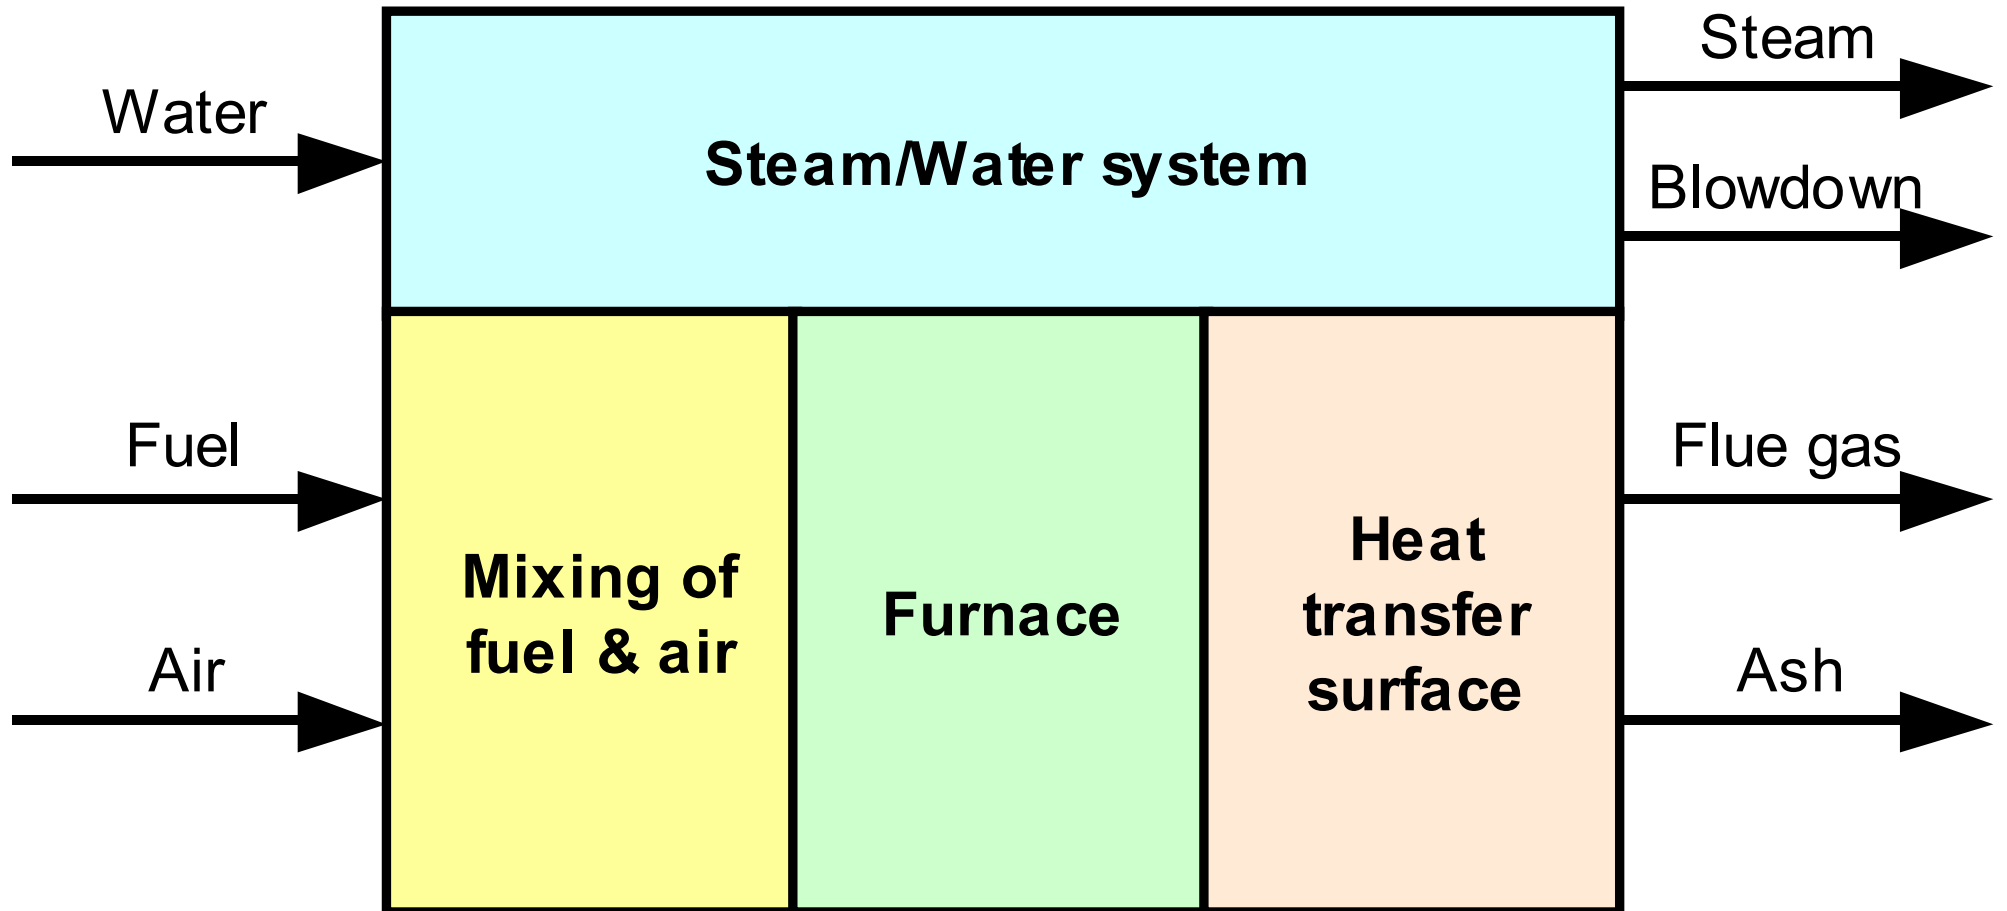 Steam
Water
Steam/Water system
Blowdown
Fuel
Flue gas
Mixing of
fuel & air
Furnace
Heat
transfer
surface
Air
Ash